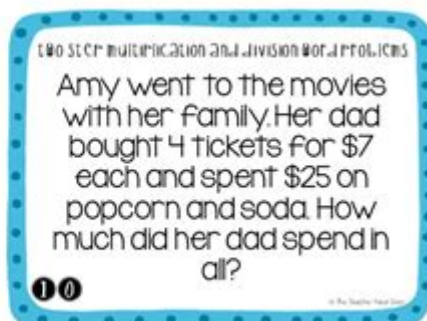 two step multiplication and division word problems
Amy went to the movies
with her family. Her dad
bought 4 tickets for $7
each and spent $25 on
popcorn and soda. How
much did her dad spend in
all?
10